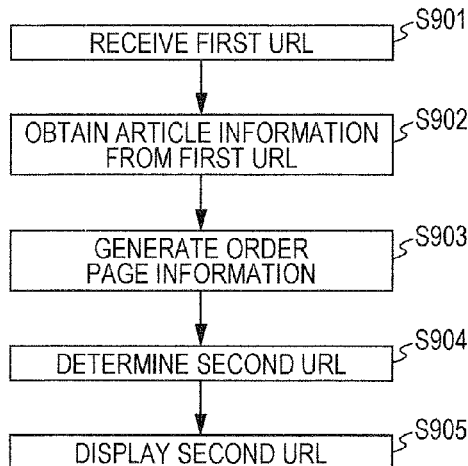 S901
RECEIVE FIRST URL
S902
OBTAIN ARTICLE INFORMATION
FROM FIRST URL
S903
GENERATE ORDER
PAGE INFORMATION
S904
DETERMINE SECOND URL
S905
DISPLAY SECOND URL